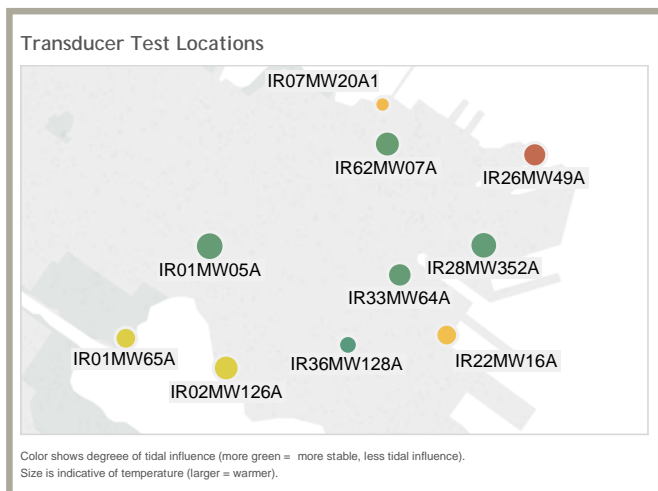 Transducer Test Locations
IR07MW20A1
IR62MW07A
IR26MW49A
IR01MW05A
IR28MW352A
IR33MW64A
IR01MW65A
IR36MW128A
IR22MW16A
IR02MW126A
Color shows degreee of tidal influence (more green = more stable, less tidal influence).
Size is indicative of temperature (larger = warmer).